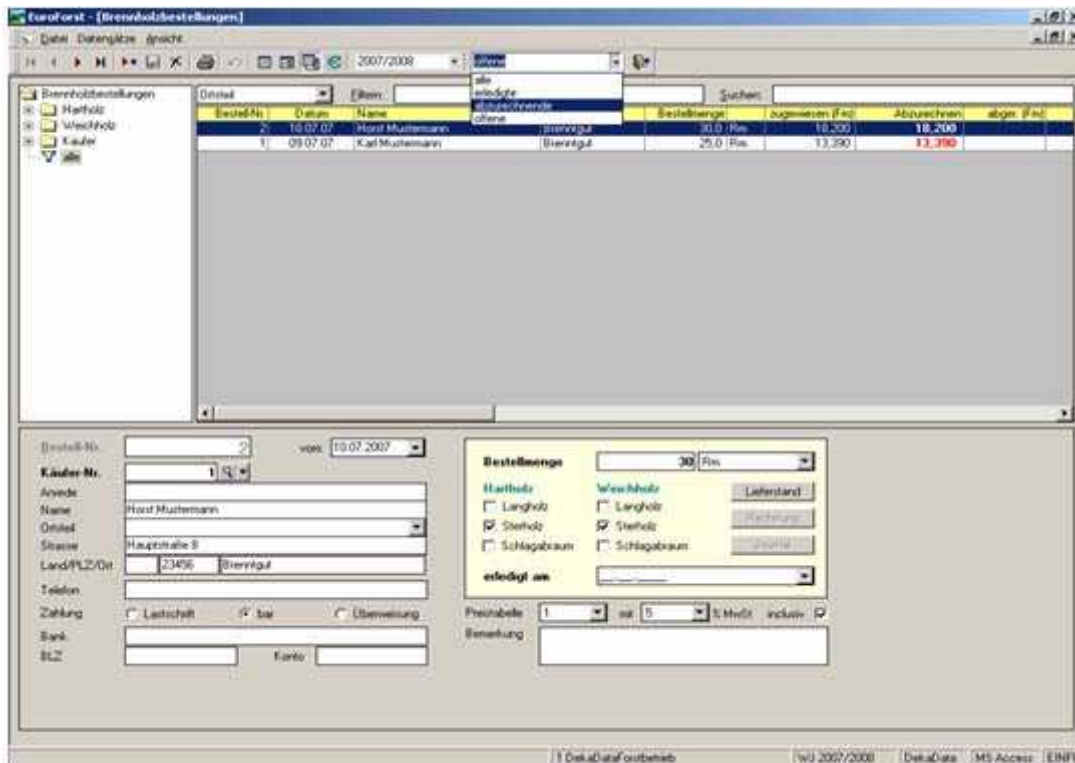 EuroForst - [Brennholzbestellungen]
Datei Datensätze Ansicht
2007/2008 offene
alle
erledigte
abzurechnende
offene
Brennholzbestellungen
Hartholz
Weichholz
Käufer
alle
Ortsteil Filtern: Suchen:
Bestell-Nr. Datum Name Bestellmenge zugewiesen (Fm) Abzurechnen abger. (Fm)
2 10.07.07 Horst Mustermann Brenntgut 30,0 Rm 18,200 18,200
1 09.07.07 Karl Mustermann Brenntgut 25,0 Rm 13,390 13,390
Bestell-Nr. 2 vom: 10.07.2007
Käufer-Nr. 1
Anrede
Name Horst Mustermann
Ortsteil
Strasse Hauptstraße 8
Land/PLZ/Ort 23456 Brenntgut
Telefon
Zahlung Lastschrift bar Überweisung
Bank
BLZ Konto
Bestellmenge 30 Rm
Hartholz Weichholz Lieferstand
Langholz Langholz
Sterholz Sterholz Rechnung
Schlagabraum Schlagabraum
erledigt am
Preistabelle 1 mit 5 % MwSt inclusiv
Bemerkung
1 DekaDataForstbetrieb WJ 2007/2008 DekaData MS Access EINF